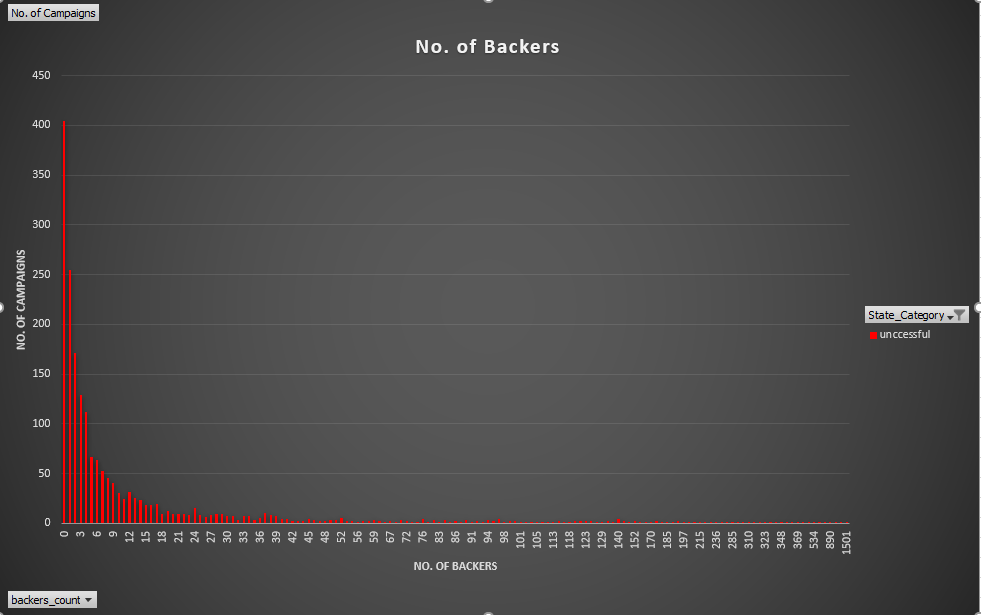 No. of Campaigns
No. of Backers
450
400
350
300
250
200
150
100
50
0
NO. OF CAMPAIGNS
0 3 6 9 12 15 18 21 24 27 30 33 36 39 42 45 48 52 56 59 67 72 76 83 86 91 94 98 101 105 113 118 123 129 140 152 170 185 197 215 236 285 310 323 348 369 534 890 1501
NO. OF BACKERS
State_Category
unccessful
backers_count